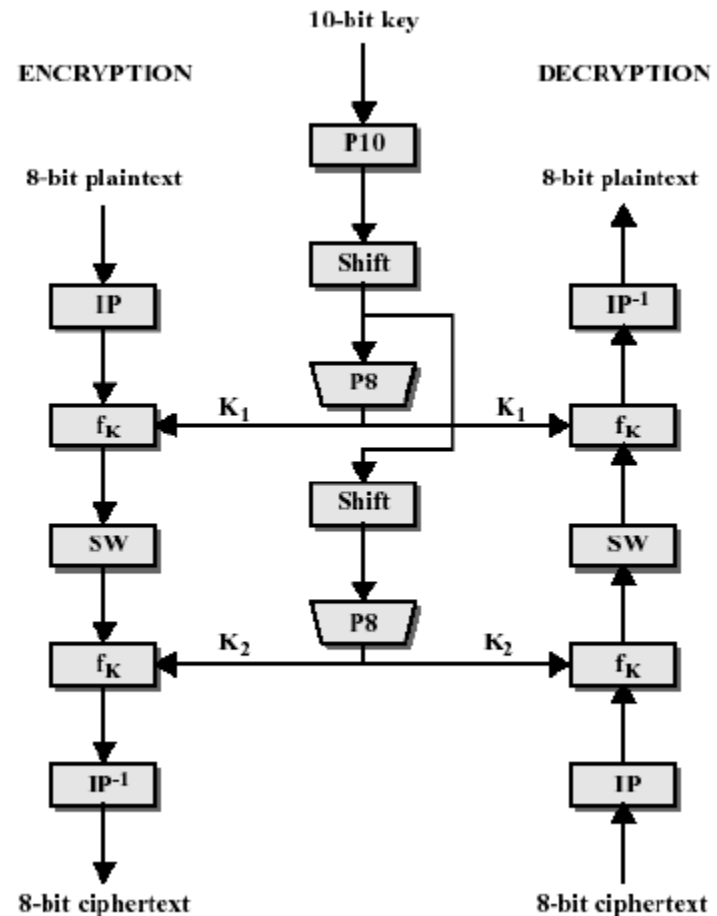 10-bit key
ENCRYPTION
DECRYPTION
P10
8-bit plaintext
8-bit plaintext
Shift
IP
IP-1
P8
K1
K1
fK
fK
Shift
SW
SW
P8
K2
K2
fK
fK
IP-1
IP
8-bit ciphertext
8-bit ciphertext